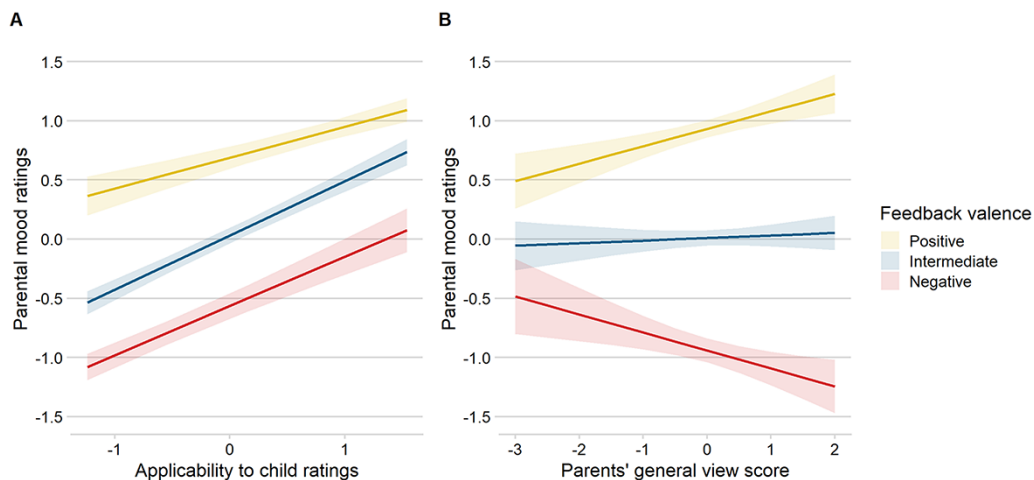 A
B
Parental mood ratings
1.5
1.0
0.5
0.0
-0.5
-1.0
-1.5
-1
0
1
Applicability to child ratings
Parental mood ratings
1.5
1.0
0.5
0.0
-0.5
-1.0
-1.5
-3
-2
-1
0
1
2
Parents' general view score
Feedback valence
Positive
Intermediate
Negative